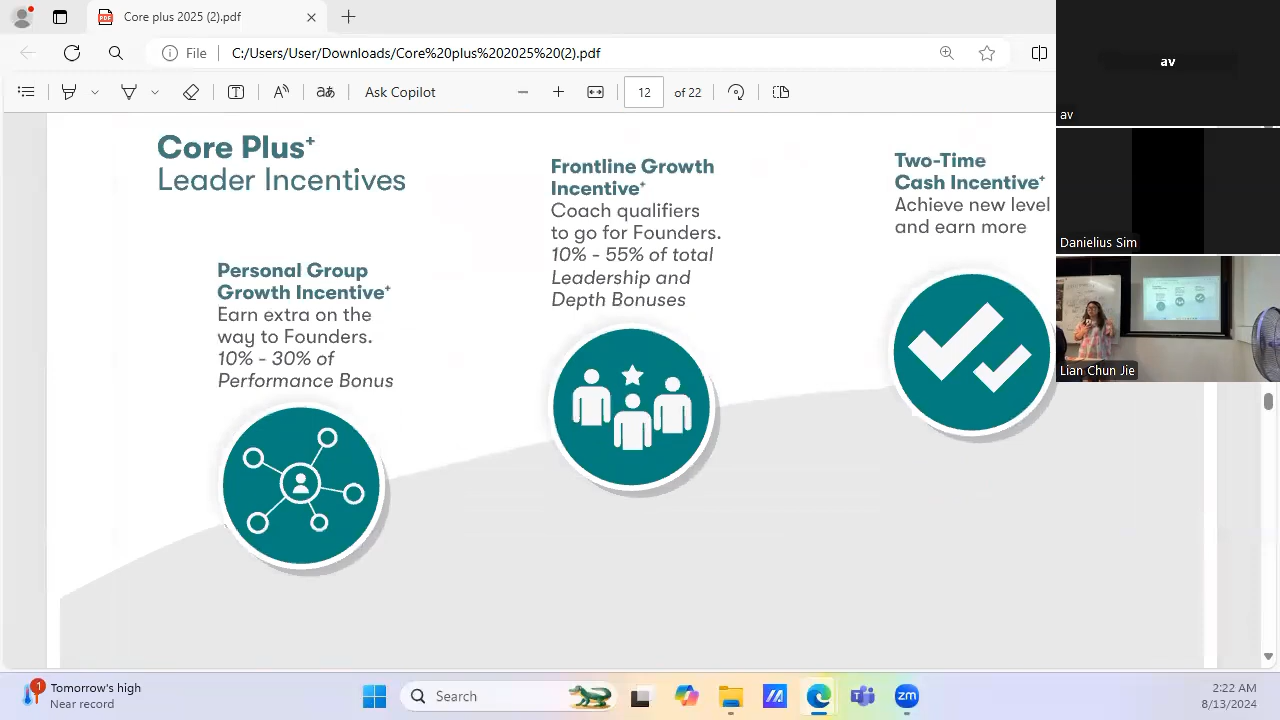 Core plus 2025 (2).pdf
File
C:/Users/User/Downloads/Core%20plus%202025%20(2).pdf
Ask Copilot
12
of 22
Core Plus+
Leader Incentives
Personal Group
Growth Incentive+
Earn extra on the
way to Founders.
10% - 30% of
Performance Bonus
Frontline Growth
Incentive+
Coach qualifiers
to go for Founders.
10% - 55% of total
Leadership and
Depth Bonuses
Two-Time
Cash Incentive+
Achieve new level
and earn more
av
av
Danielius Sim
Lian Chun Jie
1
Tomorrow's high
Near record
Search
zm
2:22 AM
8/13/2024